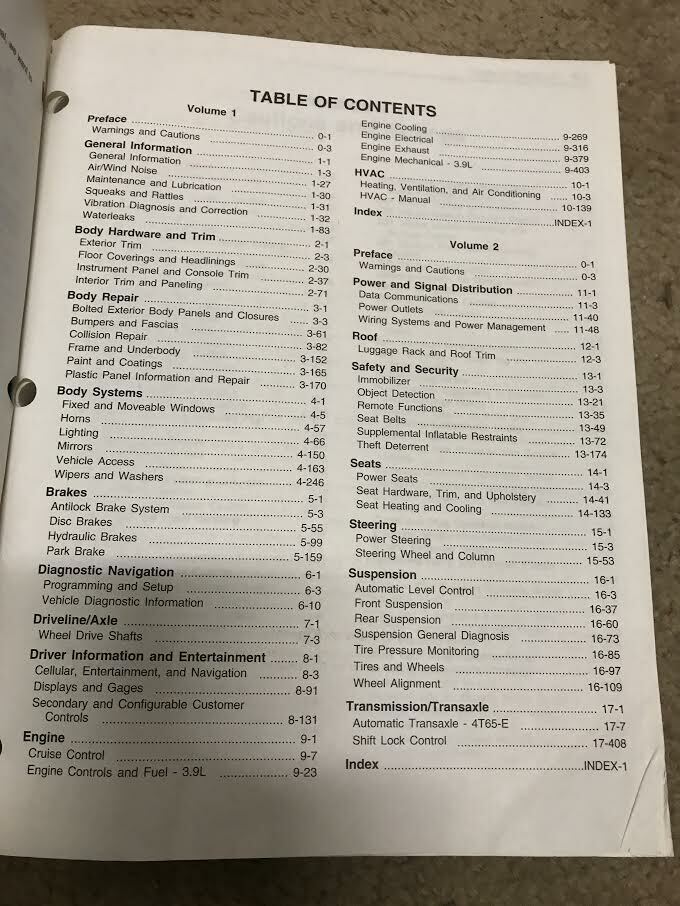 TABLE OF CONTENTS
Volume 1
Preface ..... 0-1
Warnings and Cautions ..... 0-3
General Information ..... 1-1
General Information ..... 1-3
Air/Wind Noise ..... 1-27
Maintenance and Lubrication ..... 1-30
Squeaks and Rattles ..... 1-31
Vibration Diagnosis and Correction ..... 1-32
Waterleaks ..... 1-83
Body Hardware and Trim ..... 2-1
Exterior Trim ..... 2-3
Floor Coverings and Headlinings ..... 2-30
Instrument Panel and Console Trim ..... 2-37
Interior Trim and Paneling ..... 2-71
Body Repair ..... 3-1
Bolted Exterior Body Panels and Closures ..... 3-3
Bumpers and Fascias ..... 3-61
Collision Repair ..... 3-82
Frame and Underbody ..... 3-152
Paint and Coatings ..... 3-165
Plastic Panel Information and Repair ..... 3-170
Body Systems ..... 4-1
Fixed and Moveable Windows ..... 4-5
Horns ..... 4-57
Lighting ..... 4-66
Mirrors ..... 4-150
Vehicle Access ..... 4-163
Wipers and Washers ..... 4-246
Brakes ..... 5-1
Antilock Brake System ..... 5-3
Disc Brakes ..... 5-55
Hydraulic Brakes ..... 5-99
Park Brake ..... 5-159
Diagnostic Navigation ..... 6-1
Programming and Setup ..... 6-3
Vehicle Diagnostic Information ..... 6-10
Driveline/Axle ..... 7-1
Wheel Drive Shafts ..... 7-3
Driver Information and Entertainment ..... 8-1
Cellular, Entertainment, and Navigation ..... 8-3
Displays and Gages ..... 8-91
Secondary and Configurable Customer
Controls ..... 8-131
Engine ..... 9-1
Cruise Control ..... 9-7
Engine Controls and Fuel - 3.9L ..... 9-23
Engine Cooling ..... 9-269
Engine Electrical ..... 9-316
Engine Exhaust ..... 9-379
Engine Mechanical - 3.9L ..... 9-403
HVAC ..... 10-1
Heating, Ventilation, and Air Conditioning ..... 10-3
HVAC - Manual ..... 10-139
Index ..... INDEX-1
Volume 2
Preface ..... 0-1
Warnings and Cautions ..... 0-3
Power and Signal Distribution ..... 11-1
Data Communications ..... 11-3
Power Outlets ..... 11-40
Wiring Systems and Power Management ..... 11-48
Roof ..... 12-1
Luggage Rack and Roof Trim ..... 12-3
Safety and Security ..... 13-1
Immobilizer ..... 13-3
Object Detection ..... 13-21
Remote Functions ..... 13-35
Seat Belts ..... 13-49
Supplemental Inflatable Restraints ..... 13-72
Theft Deterrent ..... 13-174
Seats ..... 14-1
Power Seats ..... 14-3
Seat Hardware, Trim, and Upholstery ..... 14-41
Seat Heating and Cooling ..... 14-133
Steering ..... 15-1
Power Steering ..... 15-3
Steering Wheel and Column ..... 15-53
Suspension ..... 16-1
Automatic Level Control ..... 16-3
Front Suspension ..... 16-37
Rear Suspension ..... 16-60
Suspension General Diagnosis ..... 16-73
Tire Pressure Monitoring ..... 16-85
Tires and Wheels ..... 16-97
Wheel Alignment ..... 16-109
Transmission/Transaxle ..... 17-1
Automatic Transaxle - 4T65-E ..... 17-7
Shift Lock Control ..... 17-408
Index ..... INDEX-1